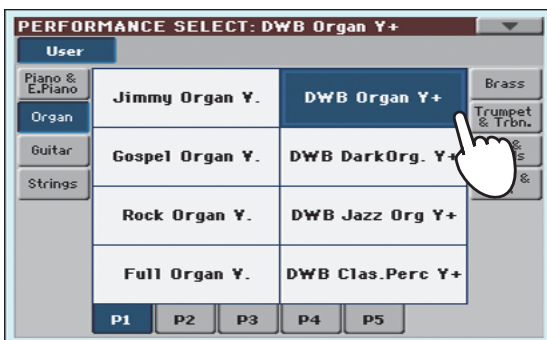 PERFORMANCE SELECT: DWB Organ Y+
User
Piano &
E.Piano
Organ
Guitar
Strings
Jimmy Organ Y.
DWB Organ Y+
Gospel Organ Y.
DWB DarkOrg. Y+
Rock Organ Y.
DWB Jazz Org Y+
Full Organ Y.
DWB Clas.Perc Y+
Brass
Trumpet
& Trbn.
&
s
&
P1 P2 P3 P4 P5